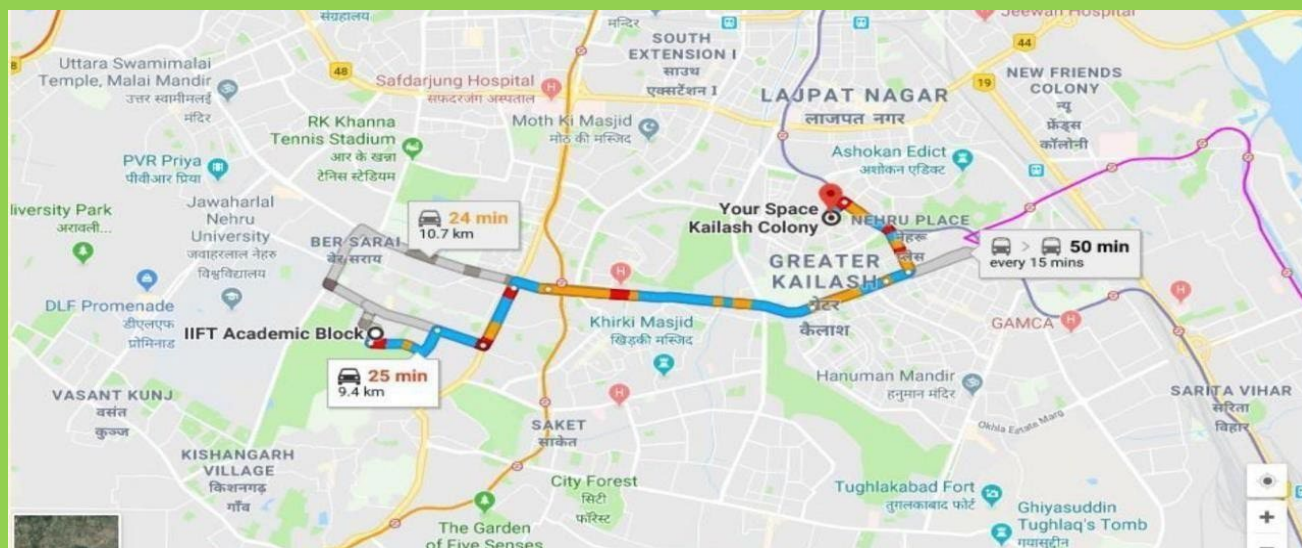 संग्रहालय
मन्दिर
Jeewan Hospital
44
48
19
8
Uttara Swamimalai
Temple, Malai Mandir
उत्तर स्वामीमलई
मंदिर
Safdarjung Hospital
सफदरजंग अस्पताल
SOUTH
EXTENSION I
साउथ
एक्सटेंशन I
NEW FRIENDS
COLONY
न्यू
फ्रेंड्स
कॉलोनी
LAJPAT NAGAR
लाजपत नगर
RK Khanna
Tennis Stadium
आर के खन्ना
टेनिस स्टेडियम
Moth Ki Masjid
मोठ की मस्जिद
Ashokan Edict
अशोकन एडिक्ट
PVR Priya
पीवीआर प्रिया
Jawaharlal
Nehru
University
जवाहरलाल नेहरु
विश्वविद्यालय
iversity Park
अरावली...
BER SARAI
बेर सराय
24 min
10.7 km
Your Space
Kailash Colony
NEHRU PLACE
नेहरू
प्लेस
50 min
every 15 mins
GREATER
KAILASH
ग्रेटर
कैलाश
DLF Promenade
डीएलएफ
प्रोमिनाड
IIFT Academic Block
25 min
9.4 km
Khirki Masjid
खिड़की मस्जिद
GAMCA
Hanuman Mandir
हनुमान मंदिर
VASANT KUNJ
वसंत
कुञ्ज
SARITA VIHAR
सरिता
विहार
Okhla Estate Marg
SAKET
साकेत
KISHANGARH
VILLAGE
किशनगढ़
गाँव
City Forest
सिटी
फॉरेस्ट
Tughlakabad Fort
तुगलकाबाद फोर्ट
The Garden
of Five Senses
Ghiyasuddin
Tughlaq's Tomb
गयासुद्दीन